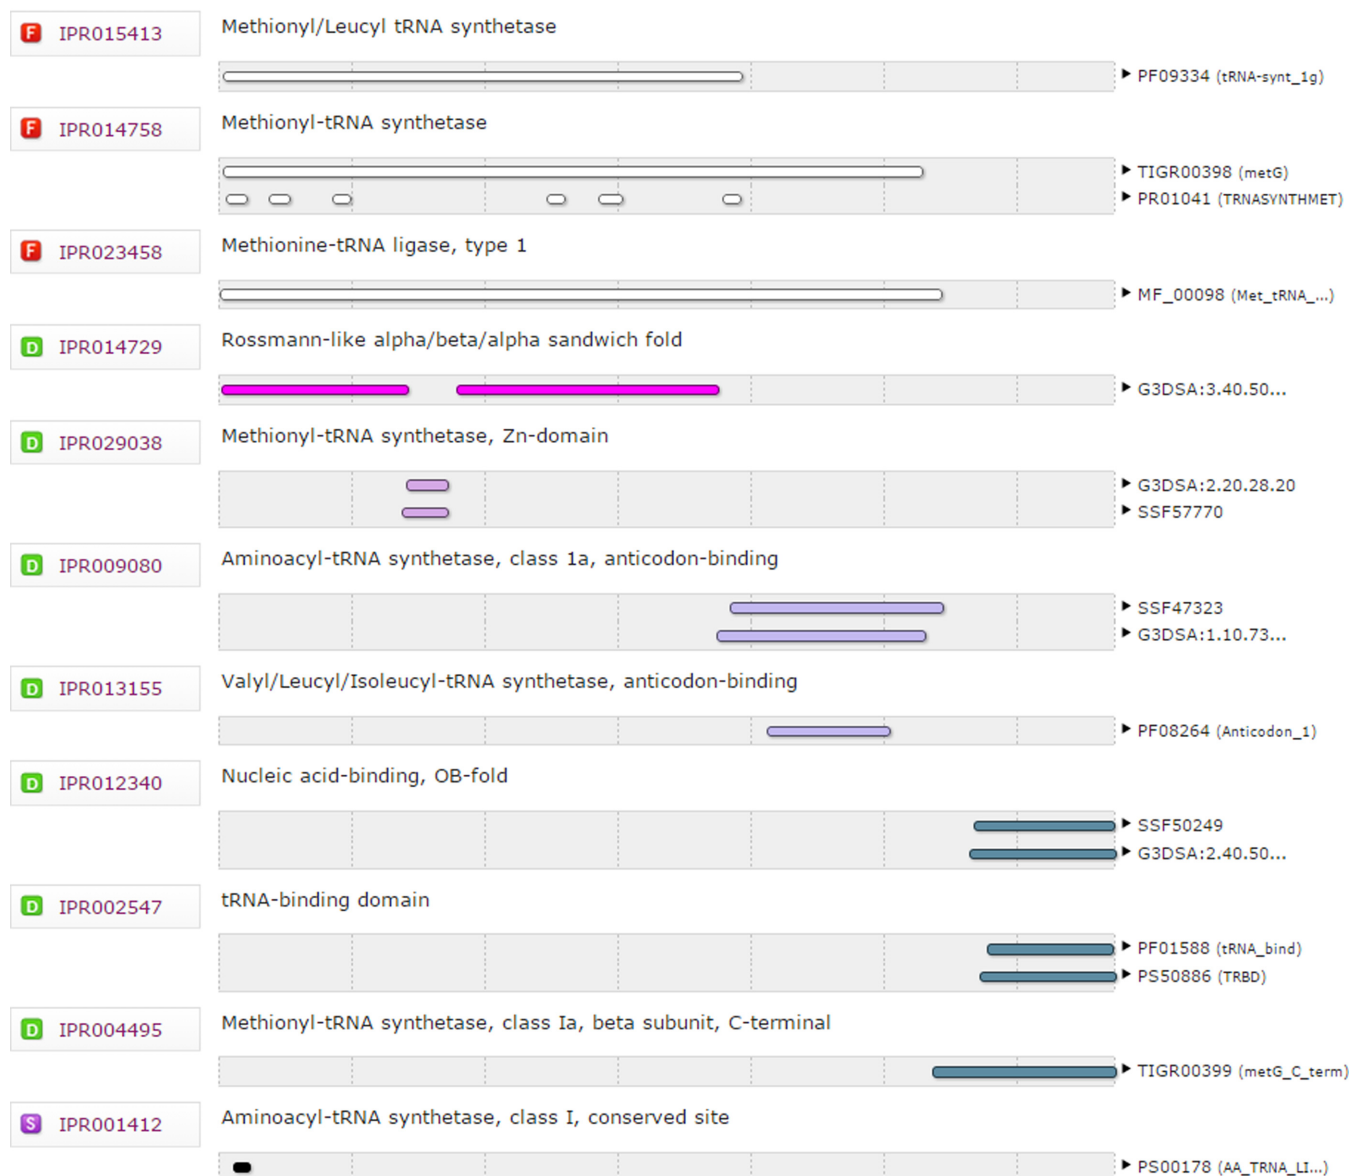 F IPR015413 Methionyl/Leucyl tRNA synthetase
PF09334 (tRNA-synt_1g)
F IPR014758 Methionyl-tRNA synthetase
TIGR00398 (metG)
PR01041 (TRNASYNTHMET)
F IPR023458 Methionine-tRNA ligase, type 1
MF_00098 (Met_tRNA_...)
D IPR014729 Rossmann-like alpha/beta/alpha sandwich fold
G3DSA:3.40.50...
D IPR029038 Methionyl-tRNA synthetase, Zn-domain
G3DSA:2.20.28.20
SSF57770
D IPR009080 Aminoacyl-tRNA synthetase, class 1a, anticodon-binding
SSF47323
G3DSA:1.10.73...
D IPR013155 Valyl/Leucyl/Isoleucyl-tRNA synthetase, anticodon-binding
PF08264 (Anticodon_1)
D IPR012340 Nucleic acid-binding, OB-fold
SSF50249
G3DSA:2.40.50...
D IPR002547 tRNA-binding domain
PF01588 (tRNA_bind)
PS50886 (TRBD)
D IPR004495 Methionyl-tRNA synthetase, class Ia, beta subunit, C-terminal
TIGR00399 (metG_C_term)
S IPR001412 Aminoacyl-tRNA synthetase, class I, conserved site
PS00178 (AA_TRNA_LI...)